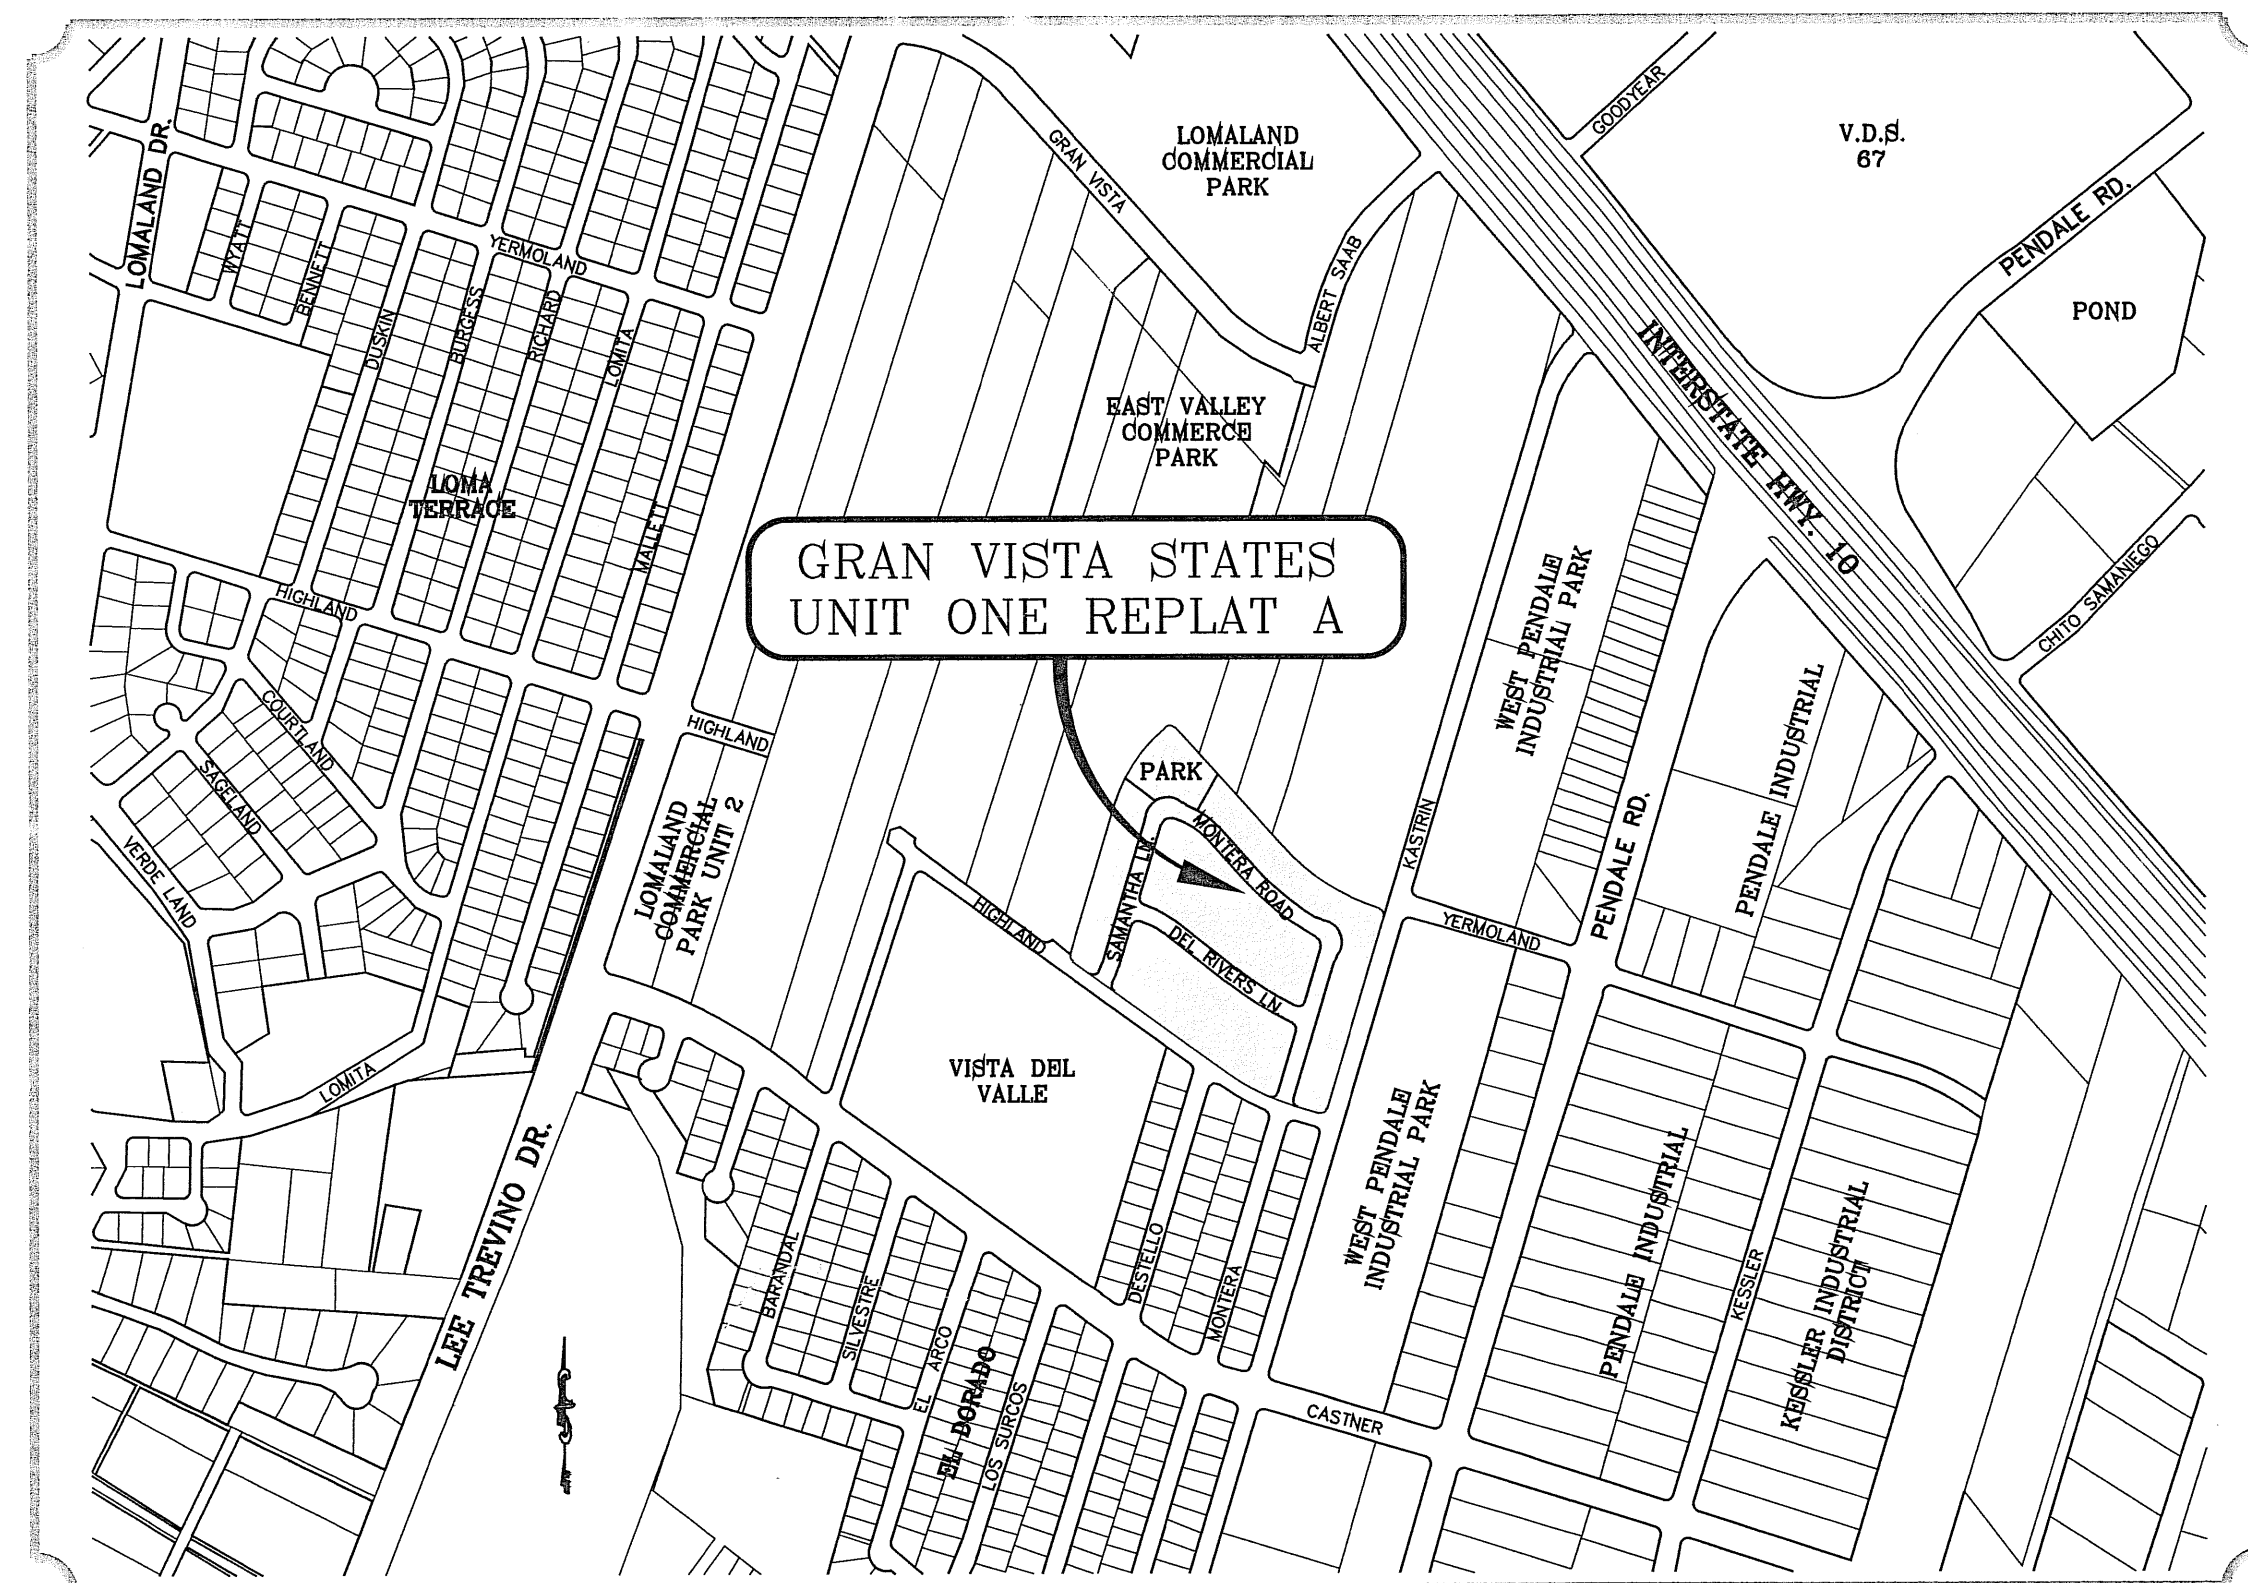 GOODYEAR
LOMALAND DR.
GRAN VISTA
LOMALAND
COMMERCIAL
PARK
V.D.S.
67
PENDALE RD.
WYATT
BENNETT
YERMOLAND
ALBERT SAAB
POND
DUSKIN
BURGESS
RICHARD
LOMITA
INTERSTATE HWY. 10
EAST VALLEY
COMMERCE
PARK
LOMA
TERRACE
MALLETT
GRAN VISTA STATES
UNIT ONE REPLAT A
WEST PENDALE
INDUSTRIAL PARK
CHITO SAMANIEGO
HIGHLAND
COURTLAND
HIGHLAND
SAGELAND
PARK
PENDALE INDUSTRIAL
LOMALAND
COMMERCIAL
PARK UNIT 2
VERDE LAND
KASTRIN
PENDALE RD.
MONTERA ROAD
SAMANTHA LN.
HIGHLAND
DEL RIVERS LN.
YERMOLAND
LOMITA
VISTA DEL
VALLE
WEST PENDALE
INDUSTRIAL PARK
LEE TREVINO DR.
BARANDAL
SILVESTRE
EL ARCO
EL DORADO
LOS SURCOS
DESTELLO
MONTERA
PENDALE INDUSTRIAL
KESSLER
KESSLER INDUSTRIAL
DISTRICT
CASTNER